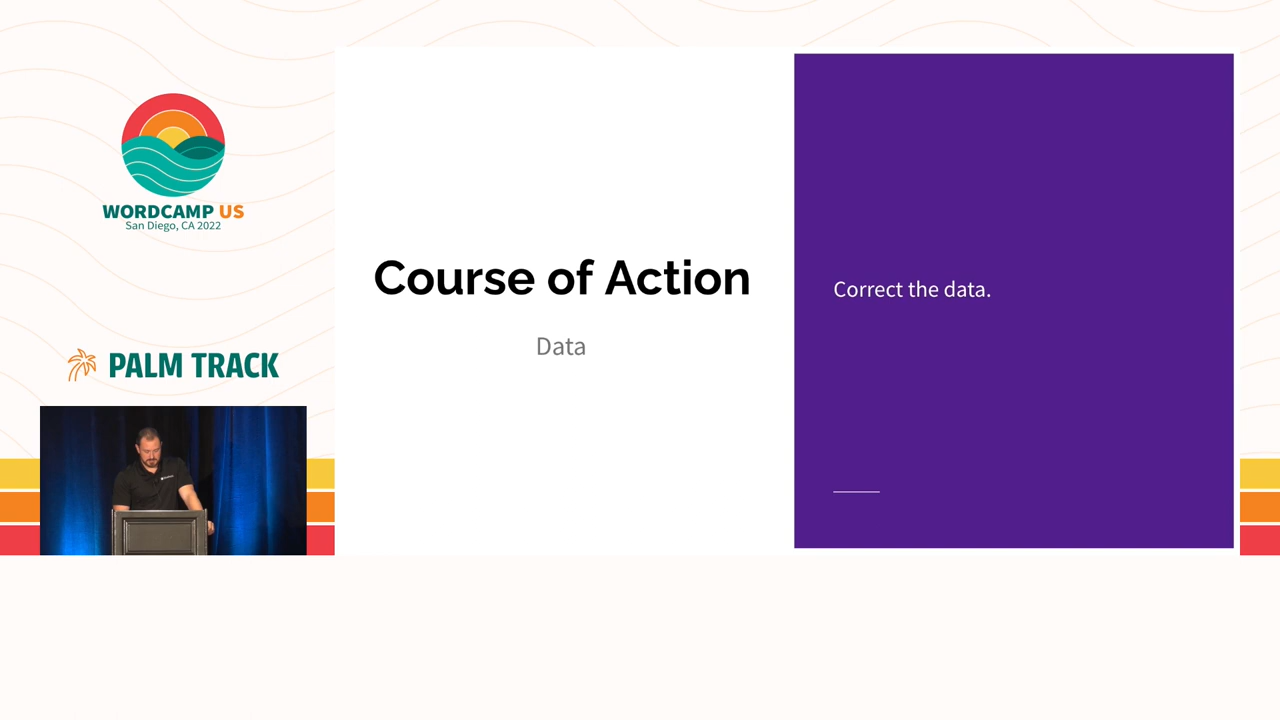 WORDCAMP US
San Diego, CA 2022
PALM TRACK
Course of Action
Data
Correct the data.